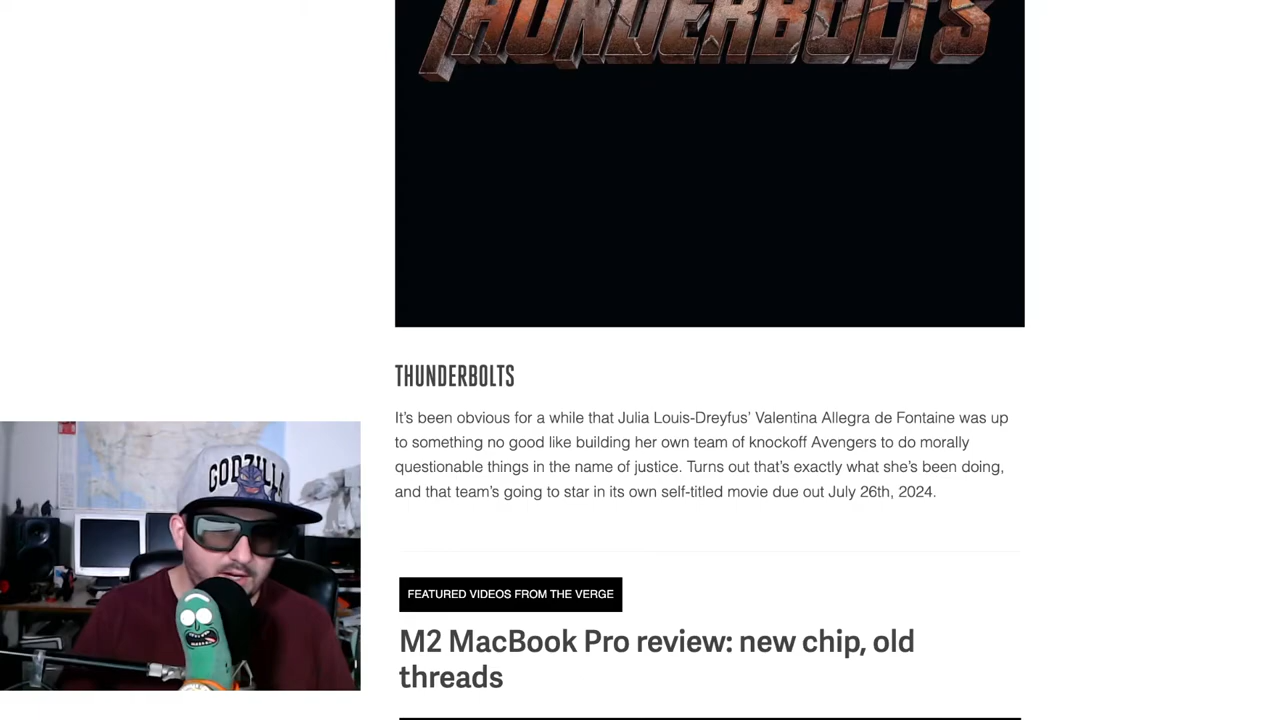 THUNDERBOLTS
THUNDERBOLTS
It's been obvious for a while that Julia Louis-Dreyfus' Valentina Allegra de Fontaine was up
to something no good like building her own team of knockoff Avengers to do morally
questionable things in the name of justice. Turns out that's exactly what she's been doing,
and that team's going to star in its own self-titled movie due out July 26th, 2024.
GODZILLA
FEATURED VIDEOS FROM THE VERGE
M2 MacBook Pro review: new chip, old
threads